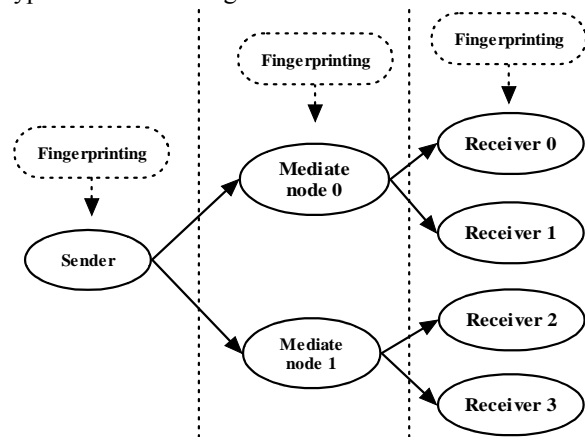 Fingerprinting
Fingerprinting
Fingerprinting
Receiver 0
Mediate
node 0
Receiver 1
Sender
Receiver 2
Mediate
node 1
Receiver 3